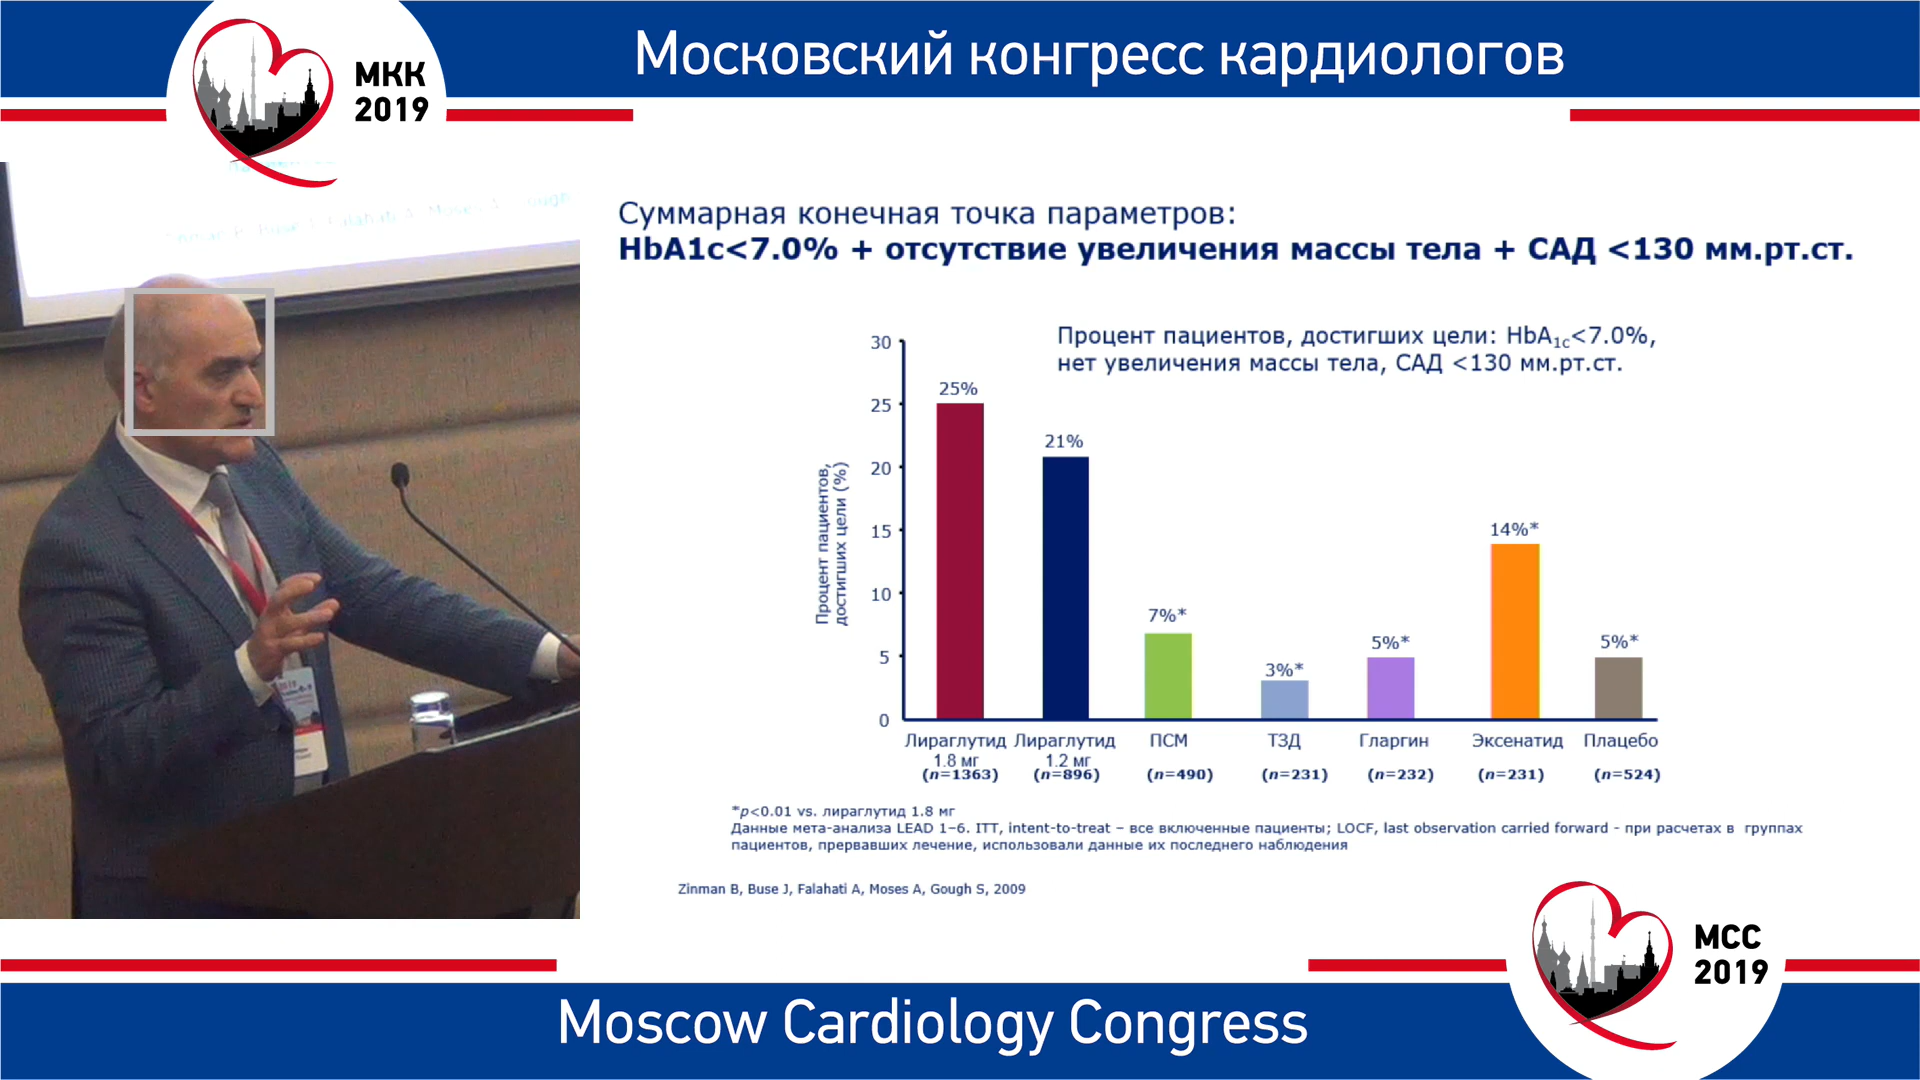 Московский конгресс кардиологов
МКК
2019
Суммарная конечная точка параметров:
HbA1c<7.0% + отсутствие увеличения массы тела + САД <130 мм.рт.ст.
Процент пациентов, достигших цели: HbA1c<7.0%,
нет увеличения массы тела, САД <130 мм.рт.ст.
Процент пациентов,
достигших цели (%)
30
25
20
15
10
5
0
25%
21%
7%*
3%*
5%*
14%*
5%*
Лираглутид Лираглутид ПСМ ТЗД Гларгин Эксенатид Плацебо
1.8 мг 1.2 мг
(n=1363) (n=896) (n=490) (n=231) (n=232) (n=231) (n=524)
*p<0.01 vs. лираглутид 1.8 мг
Данные мета-анализа LEAD 1–6. ITT, intent-to-treat – все включенные пациенты; LOCF, last observation carried forward - при расчетах в группах
пациентов, прервавших лечение, использовали данные их последнего наблюдения
Zinman B, Buse J, Falahati A, Moses A, Gough S, 2009
MCC
2019
Moscow Cardiology Congress